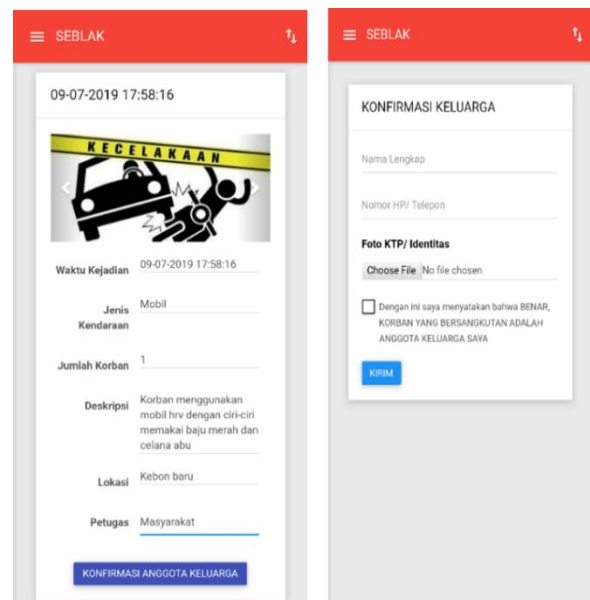 SEBLAK
09-07-2019 17:58:16
KECELAKAAN
Waktu Kejadian 09-07-2019 17:58:16
Jenis Kendaraan Mobil
Jumlah Korban 1
Deskripsi Korban menggunakan
mobil hrv dengan ciri-ciri
memakai baju merah dan
celana abu
Lokasi Kebon baru
Petugas Masyarakat
KONFIRMASI ANGGOTA KELUARGA
SEBLAK
KONFIRMASI KELUARGA
Nama Lengkap
Nomor HP/ Telepon
Foto KTP/ Identitas
Choose File No file chosen
Dengan ini saya menyatakan bahwa BENAR,
KORBAN YANG BERSANGKUTAN ADALAH
ANGGOTA KELUARGA SAYA
KIRIM